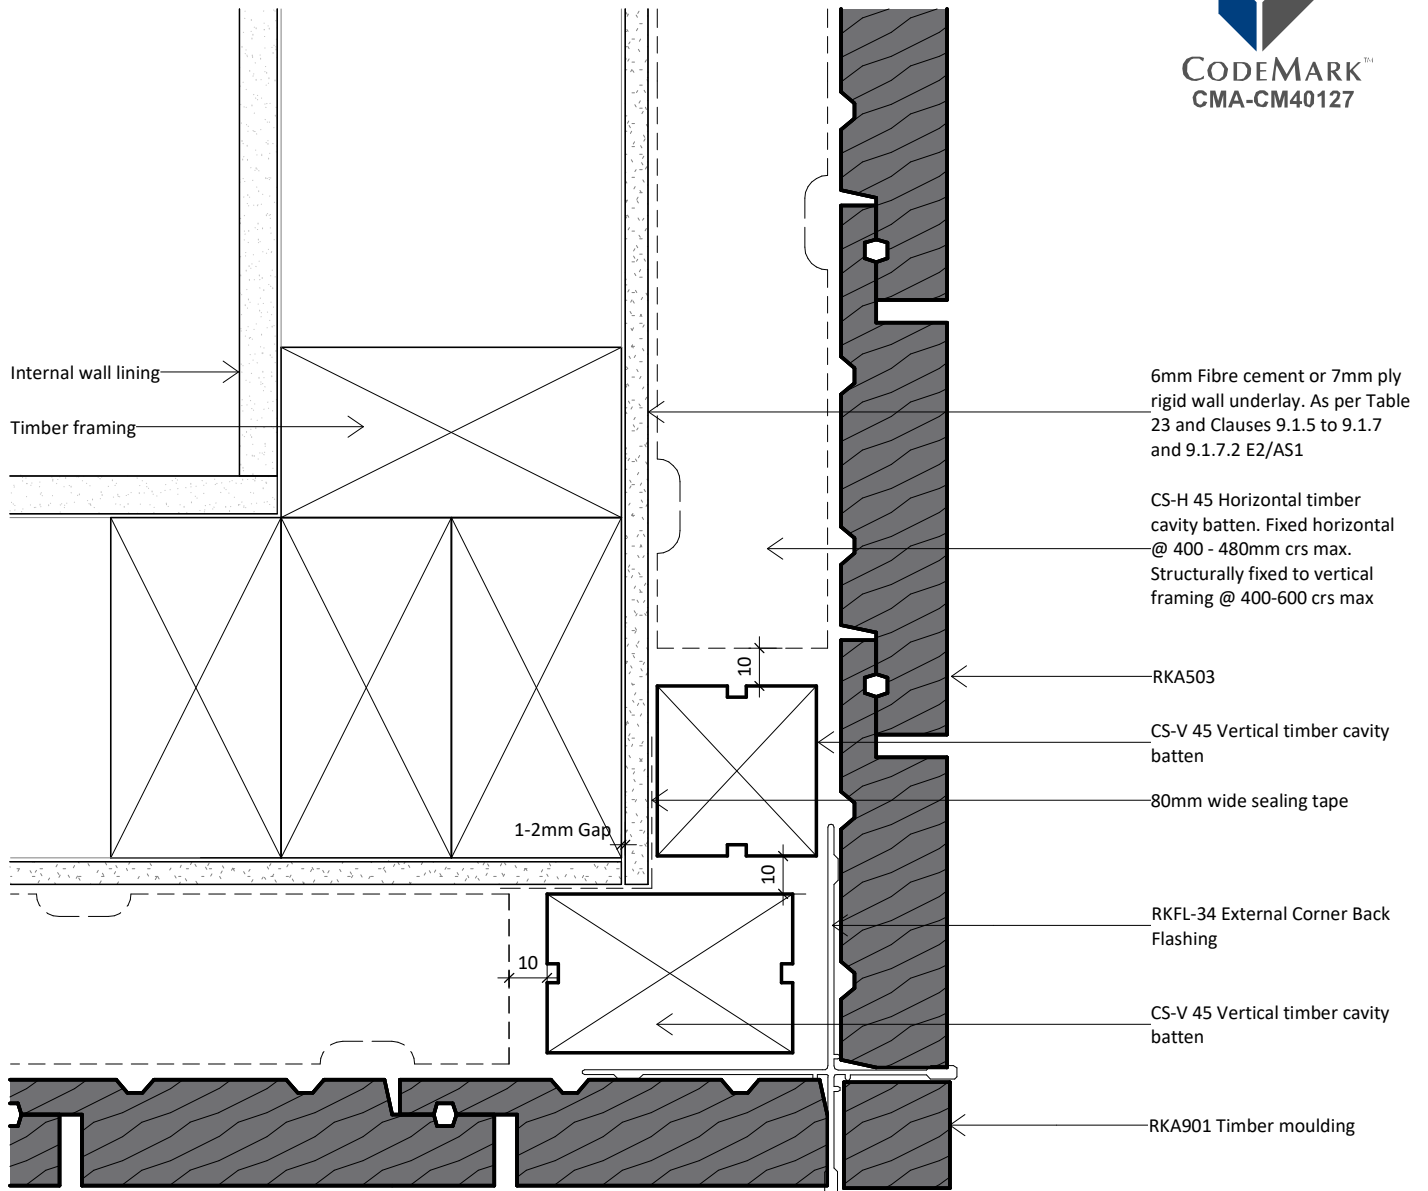 CODEMARK™
CMA-CM40127
Internal wall lining
Timber framing
6mm Fibre cement or 7mm ply
rigid wall underlay. As per Table
23 and Clauses 9.1.5 to 9.1.7
and 9.1.7.2 E2/AS1
CS-H 45 Horizontal timber
cavity batten. Fixed horizontal
@ 400 - 480mm crs max.
Structurally fixed to vertical
framing @ 400-600 crs max
10
RKA503
CS-V 45 Vertical timber cavity
batten
80mm wide sealing tape
1-2mm Gap
10
RKFL-34 External Corner Back
Flashing
10
CS-V 45 Vertical timber cavity
batten
RKA901 Timber moulding